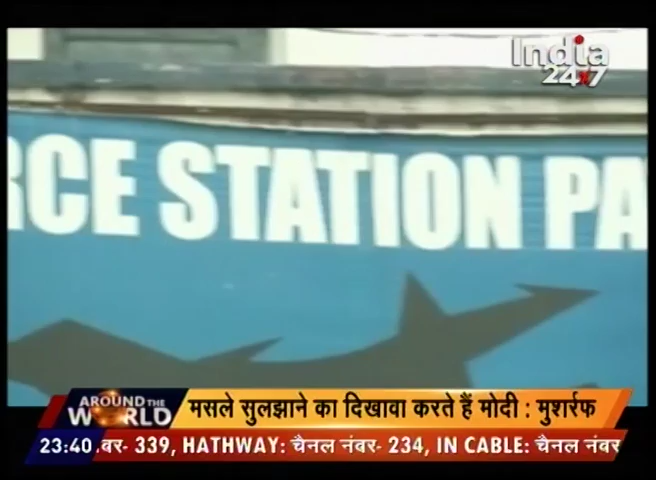 India
24x7
RCE STATION PA
AROUND THE
WORLD
मसले सुलझाने का दिखावा करते हैं मोदी : मुशर्रफ
23:40 .बर- 339, HATHWAY: चैनल नंबर- 234, IN CABLE: चैनल नंबर